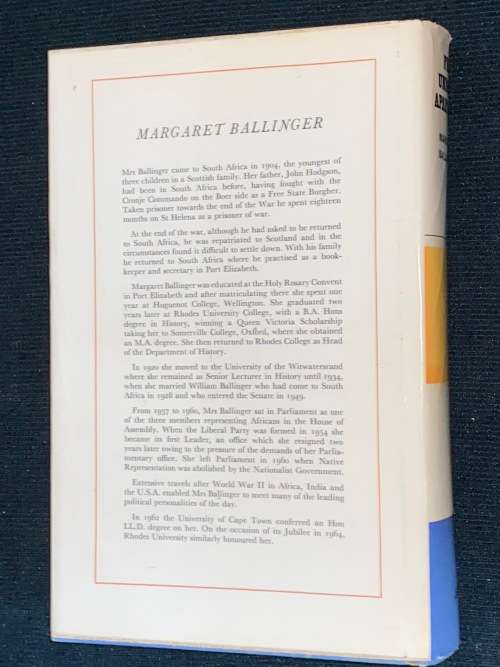 MARGARET BALLINGER
Mrs Ballinger came to South Africa in 1904, the youngest of
three children in a Scottish family. Her father, John Hodgson,
had been in South Africa before, having fought with the
Cronje Commando on the Boer side as a Free State Burgher.
Taken prisoner towards the end of the War he spent eighteen
months on St Helena as a prisoner of war.
At the end of the war, although he had asked to be returned
to South Africa, he was repatriated to Scotland and in the
circumstances found it difficult to settle down. With his family
he returned to South Africa where he practised as a book-
keeper and secretary in Port Elizabeth.
Margaret Ballinger was educated at the Holy Rosary Convent
in Port Elizabeth and after matriculating there she spent one
year at Huguenot College, Wellington. She graduated two
years later at Rhodes University College, with a B.A. Hons
degree in History, winning a Queen Victoria Scholarship
taking her to Somerville College, Oxford, where she obtained
an M.A. degree. She then returned to Rhodes College as Head
of the Department of History.
In 1920 she moved to the University of the Witwatersrand
where she remained as Senior Lecturer in History until 1934,
when she married William Ballinger who had come to South
Africa in 1928 and who entered the Senate in 1949.
From 1937 to 1960, Mrs Ballinger sat in Parliament as one
of the three members representing Africans in the House of
Assembly. When the Liberal Party was formed in 1954 she
became its first Leader, an office which she resigned two
years later owing to the pressure of the demands of her Parlia-
mentary office. She left Parliament in 1960 when Native
Representation was abolished by the Nationalist Government.
Extensive travels after World War II in Africa, India and
the U.S.A. enabled Mrs Ballinger to meet many of the leading
political personalities of the day.
In 1962 the University of Cape Town conferred an Hon
LL.D. degree on her. On the occasion of its Jubilee in 1964,
Rhodes University similarly honoured her.